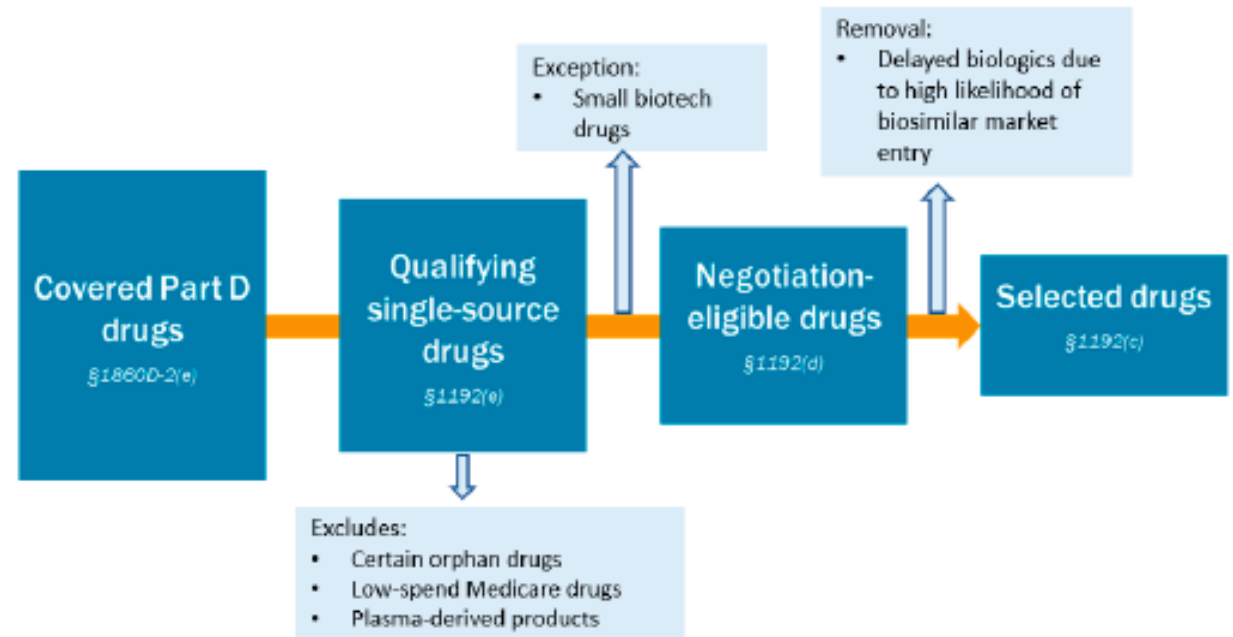 Removal:
• Delayed biologics due
to high likelihood of
biosimilar market
entry
Exception:
• Small biotech
drugs
Covered Part D
drugs
§1860D-2(e)
Qualifying
single-source
drugs
§1192(e)
Negotiation-
eligible drugs
§1192(d)
Selected drugs
§1192(c)
Excludes:
• Certain orphan drugs
• Low-spend Medicare drugs
• Plasma-derived products